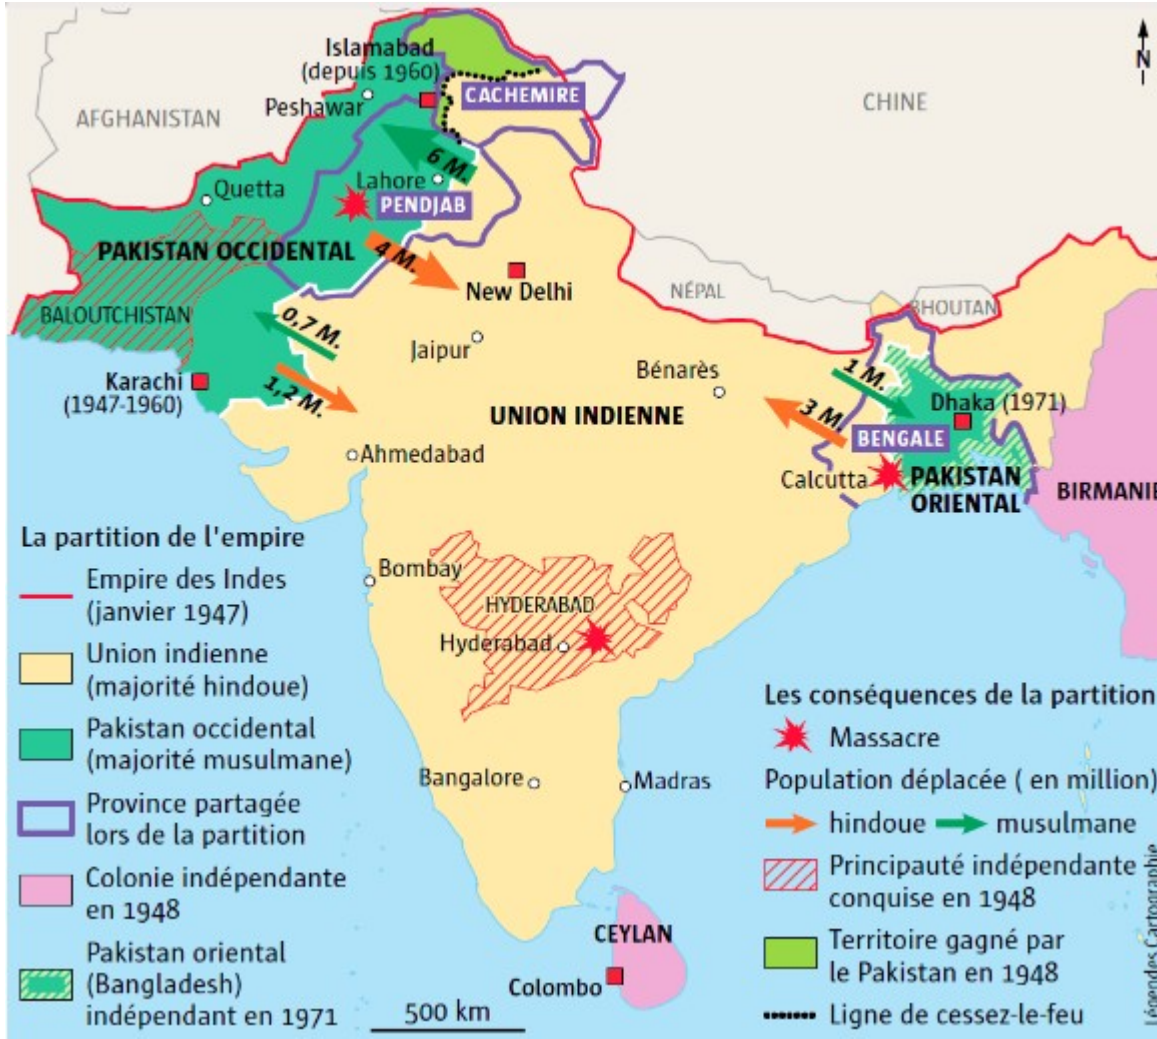 Islamabad
(depuis 1960)
Peshawar
CACHEMIRE
N
AFGHANISTAN
CHINE
6 M.
Lahore
Quetta
PENDJAB
PAKISTAN OCCIDENTAL
4 M.
New Delhi
NÉPAL
BHOUTAN
BALOUTCHISTAN
0,7 M.
Jaipur
Bénarès
1 M.
Karachi
(1947-1960)
1,2 M.
UNION INDIENNE
3 M.
Dhaka (1971)
BENGALE
Ahmedabad
Calcutta
PAKISTAN
ORIENTAL
BIRMANIE
Bombay
HYDERABAD
Hyderabad
Bangalore
Madras
CEYLAN
Colombo
La partition de l'empire
Empire des Indes
(janvier 1947)
Union indienne
(majorité hindoue)
Pakistan occidental
(majorité musulmane)
Province partagée
lors de la partition
Colonie indépendante
en 1948
Pakistan oriental
(Bangladesh)
indépendant en 1971
500 km
Les conséquences de la partition
Massacre
Population déplacée ( en million)
hindoue
musulmane
Principauté indépendante
conquise en 1948
Territoire gagné par
le Pakistan en 1948
Ligne de cessez-le-feu
Légendes Cartographie